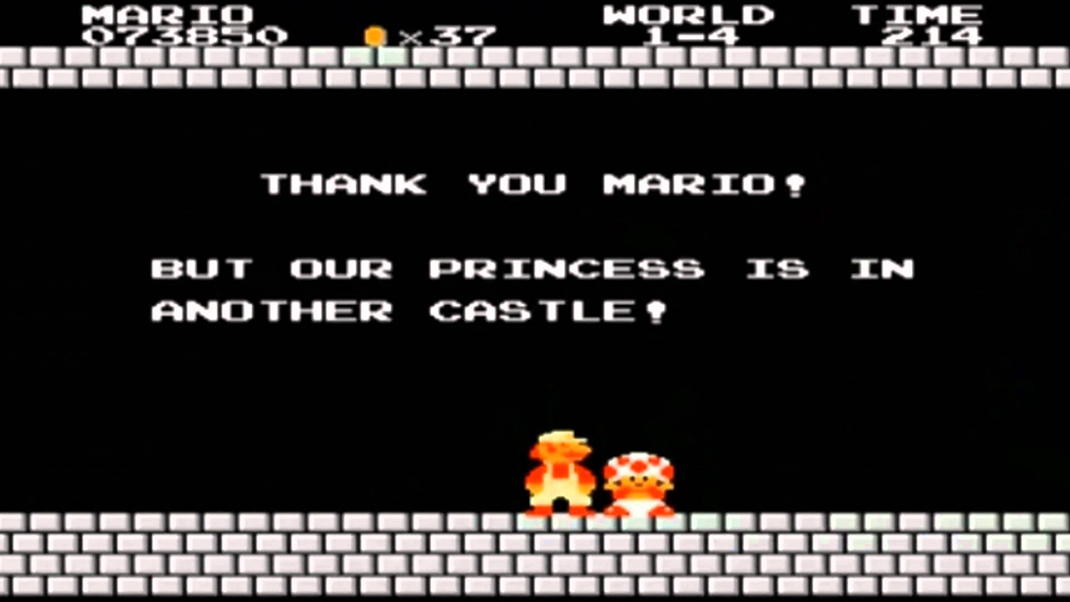 MARIO WORLD TIME
073850 ×37 1-4 214
THANK YOU MARIO!
BUT OUR PRINCESS IS IN
ANOTHER CASTLE!